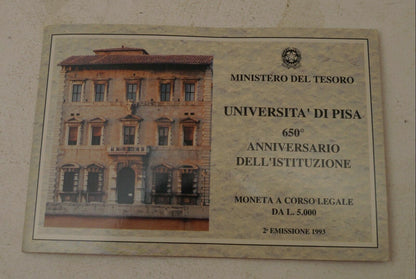 MINISTERO DEL TESORO
UNIVERSITA' DI PISA
650°
ANNIVERSARIO
DELL'ISTITUZIONE
MONETA A CORSO LEGALE
DA L. 5.000
2ª EMISSIONE 1993